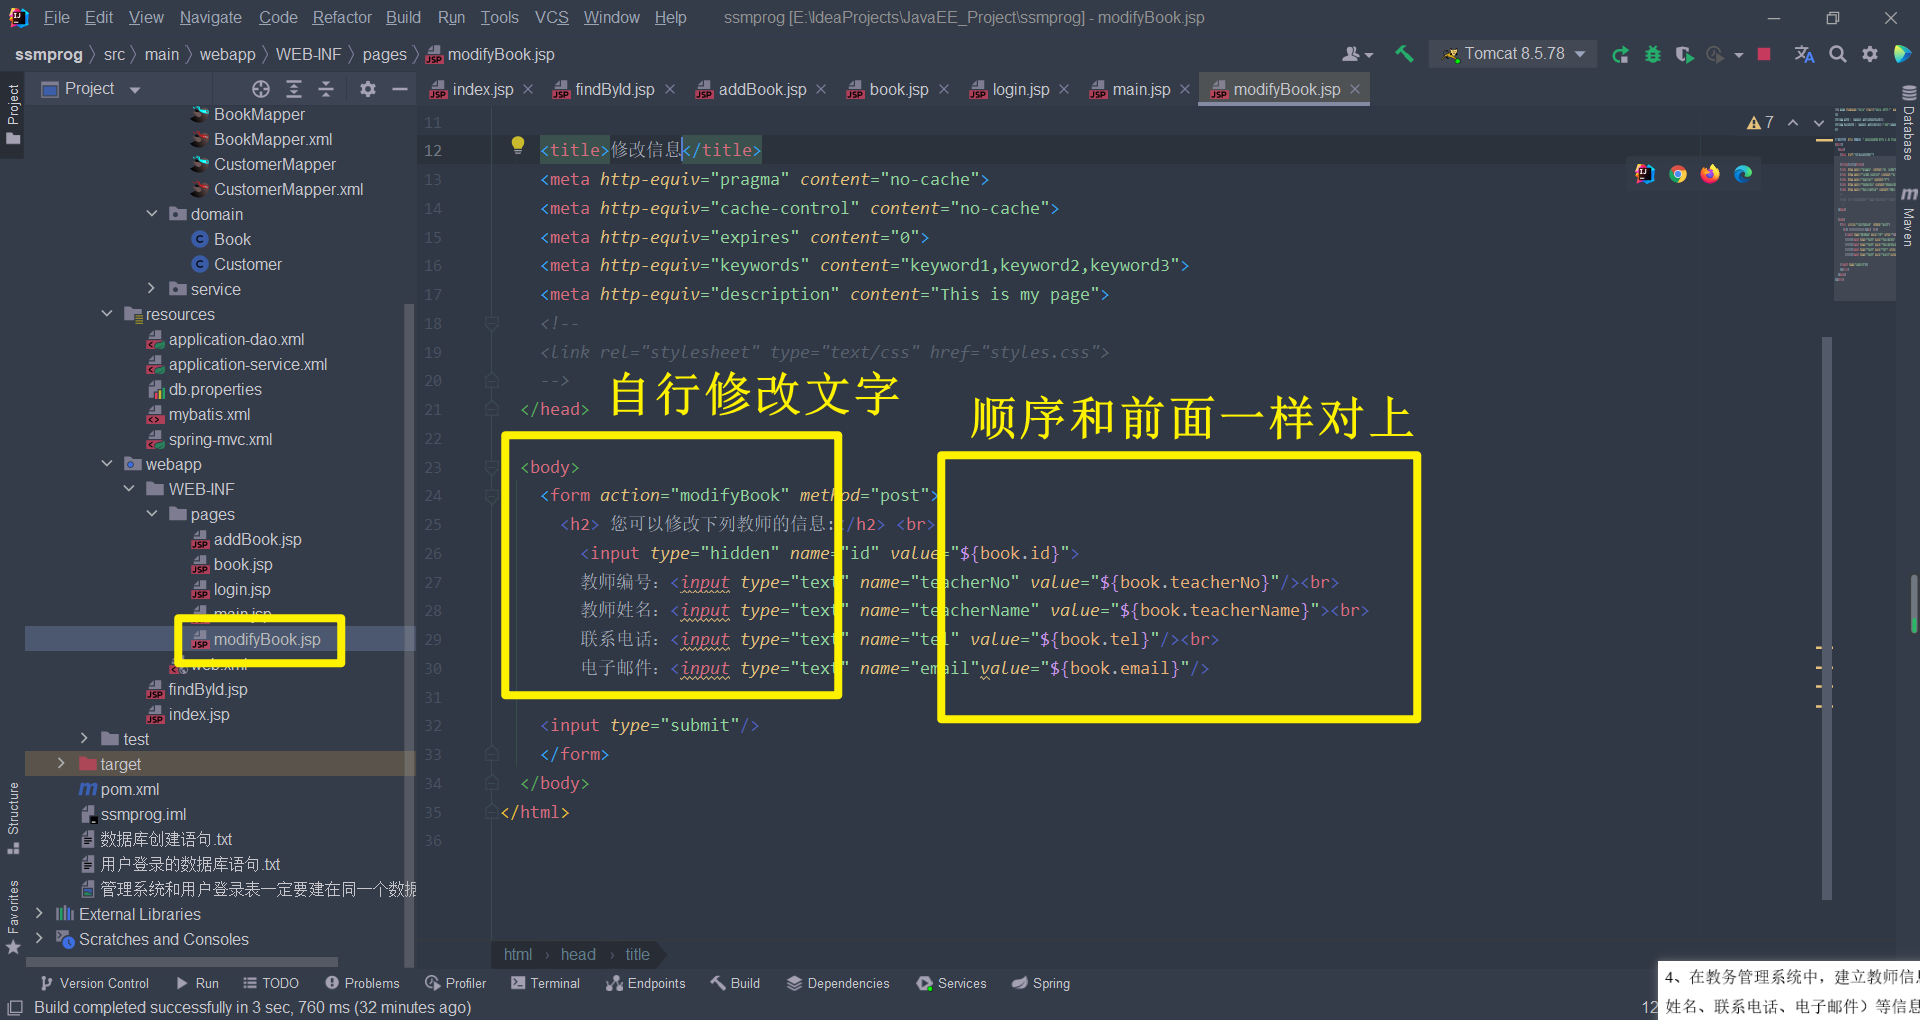 File Edit View Navigate Code Refactor Build Run Tools VCS Window Help ssmprog [E:\IdeaProjects\JavaEE_Project\ssmprog] - modifyBook.jsp
ssmprog src main webapp WEB-INF pages modifyBook.jsp Tomcat 8.5.78
Project
index.jsp findById.jsp addBook.jsp book.jsp login.jsp main.jsp modifyBook.jsp
Project
Structure
Favorites
BookMapper
BookMapper.xml
CustomerMapper
CustomerMapper.xml
domain
Book
Customer
service
resources
application-dao.xml
application-service.xml
db.properties
mybatis.xml
spring-mvc.xml
webapp
WEB-INF
pages
addBook.jsp
book.jsp
login.jsp
main.jsp
modifyBook.jsp
web.xml
findById.jsp
index.jsp
test
target
pom.xml
ssmprog.iml
数据库创建语句.txt
用户登录的数据库语句.txt
管理系统和用户登录表一定要建在同一个数据
External Libraries
Scratches and Consoles
7
11
12 <title>修改信息</title>
13 <meta http-equiv="pragma" content="no-cache">
14 <meta http-equiv="cache-control" content="no-cache">
15 <meta http-equiv="expires" content="0">
16 <meta http-equiv="keywords" content="keyword1,keyword2,keyword3">
17 <meta http-equiv="description" content="This is my page">
18 <!--
19 <link rel="stylesheet" type="text/css" href="styles.css">
20 -->
21 </head>
自行修改文字
顺序和前面一样对上
22
23 <body>
24 <form action="modifyBook" method="post">
25 <h2> 您可以修改下列教师的信息:</h2> <br>
26 <input type="hidden" name="id" value="${book.id}">
27 教师编号: <input type="text" name="teacherNo" value="${book.teacherNo}"/><br>
28 教师姓名: <input type="text" name="teacherName" value="${book.teacherName}"><br>
29 联系电话: <input type="text" name="tel" value="${book.tel}"/><br>
30 电子邮件: <input type="text" name="email"value="${book.email}"/>
31
32 <input type="submit"/>
33 </form>
34 </body>
35 </html>
36
Database
Maven
html head title
Version Control Run TODO Problems Profiler Terminal Endpoints Build Dependencies Services Spring
Build completed successfully in 3 sec, 760 ms (32 minutes ago) 12
4、在教务管理系统中，建立教师信息
姓名、联系电话、电子邮件）等信息